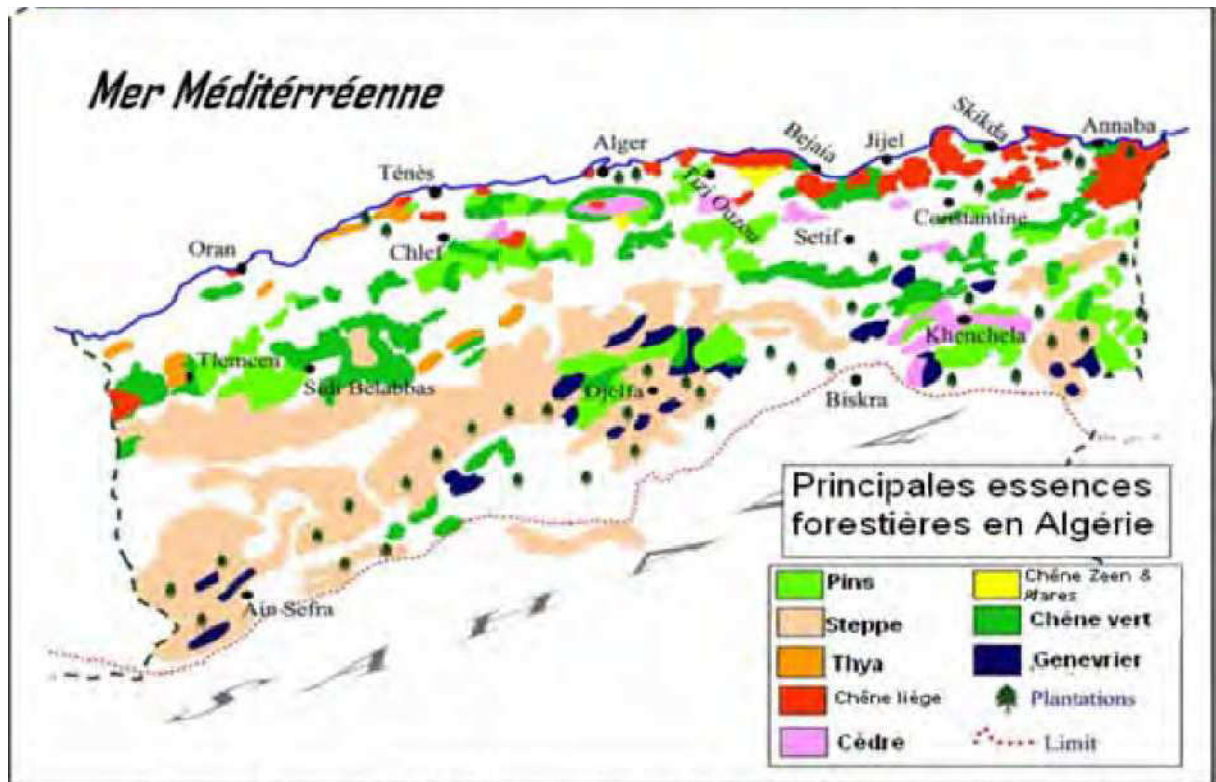 Mer Méditérréenne
Annaba
Skikda
Jijel
Bejaia
Alger
Ténès
Tizi Ouzou
Constantine
Setif
Oran
Chlef
Khenchela
Tlemcen
Sidi Belabbas
Djelfa
Biskra
Ain Sefra
Principales essences
forestières en Algérie
Pins
Chêne Zeen &
Afares
Steppe
Chêne vert
Thya
Genevrier
Chêne liège
Plantations
Cédre
Limit